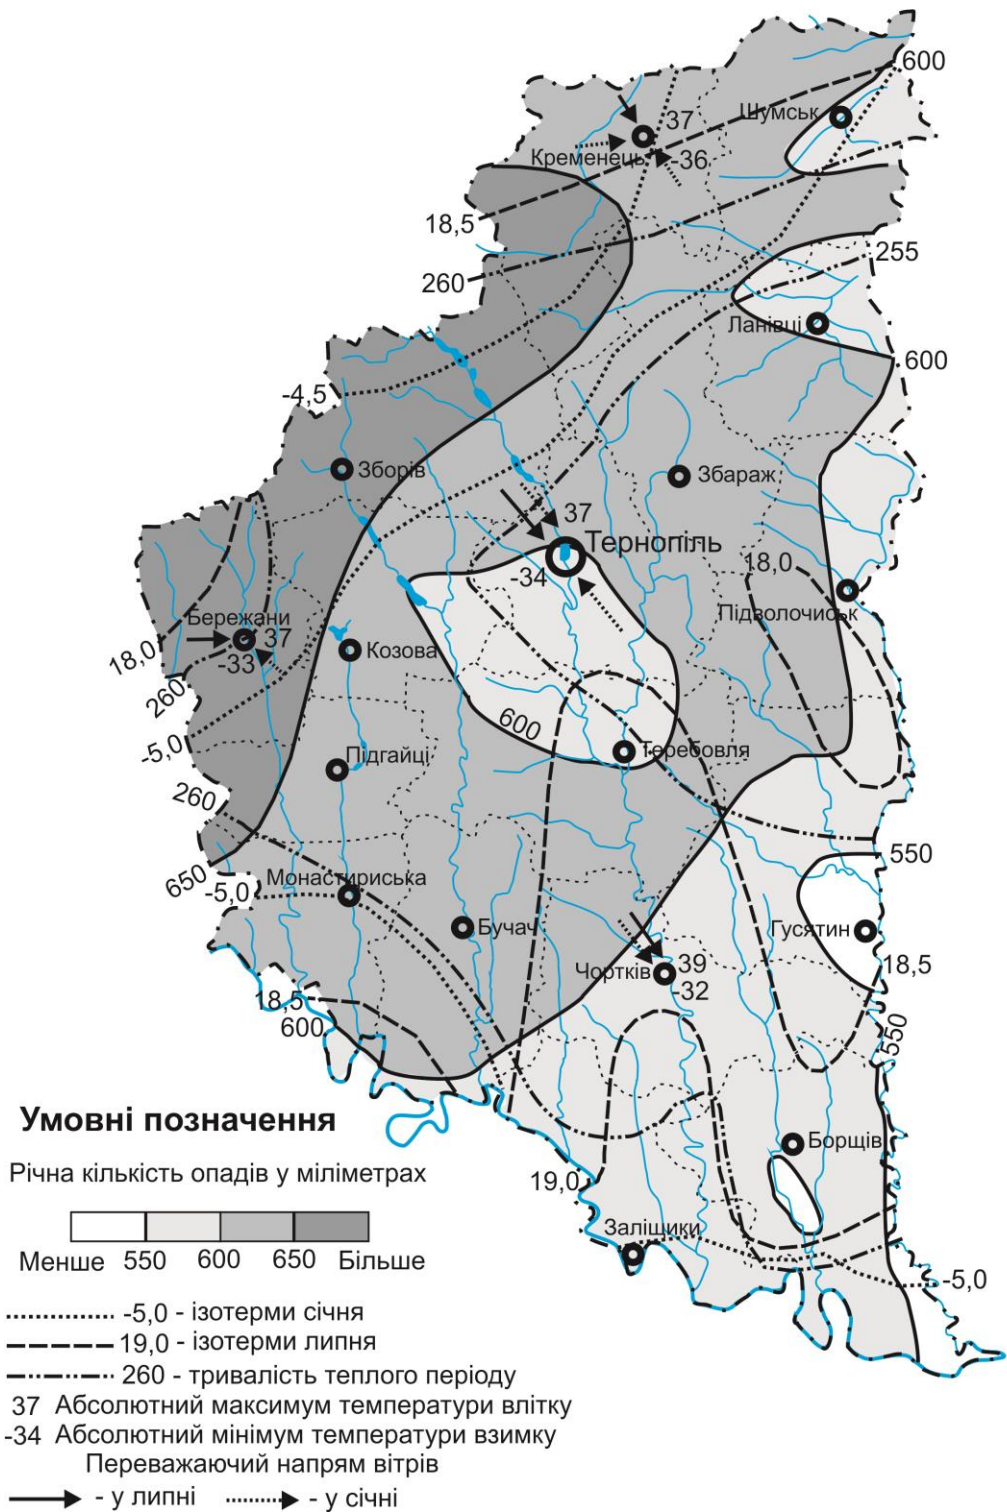 600
Шумськ
37
Кременець
-36
18,5
255
260
Ланівці
600
-4,5
Зборів
Збараж
37
Тернопіль
-34
18,0
Підволочиськ
Бережани
37
-33
Козова
18,0
260
600
-5,0
Теребовля
Підгайці
260
550
650
-5,0
Монастириська
Бучач
Гусятин
Чортків
39
-32
18,5
18,5
600
550
Умовні позначення
Борщів
Річна кількість опадів у міліметрах
19,0
Заліщики
Менше 550 600 650 Більше
-5,0
-5,0 - ізотерми січня
19,0 - ізотерми липня
260 - тривалість теплого періоду
37 Абсолютний максимум температури влітку
-34 Абсолютний мінімум температури взимку
Переважаючий напрям вітрів
- у липні - у січні